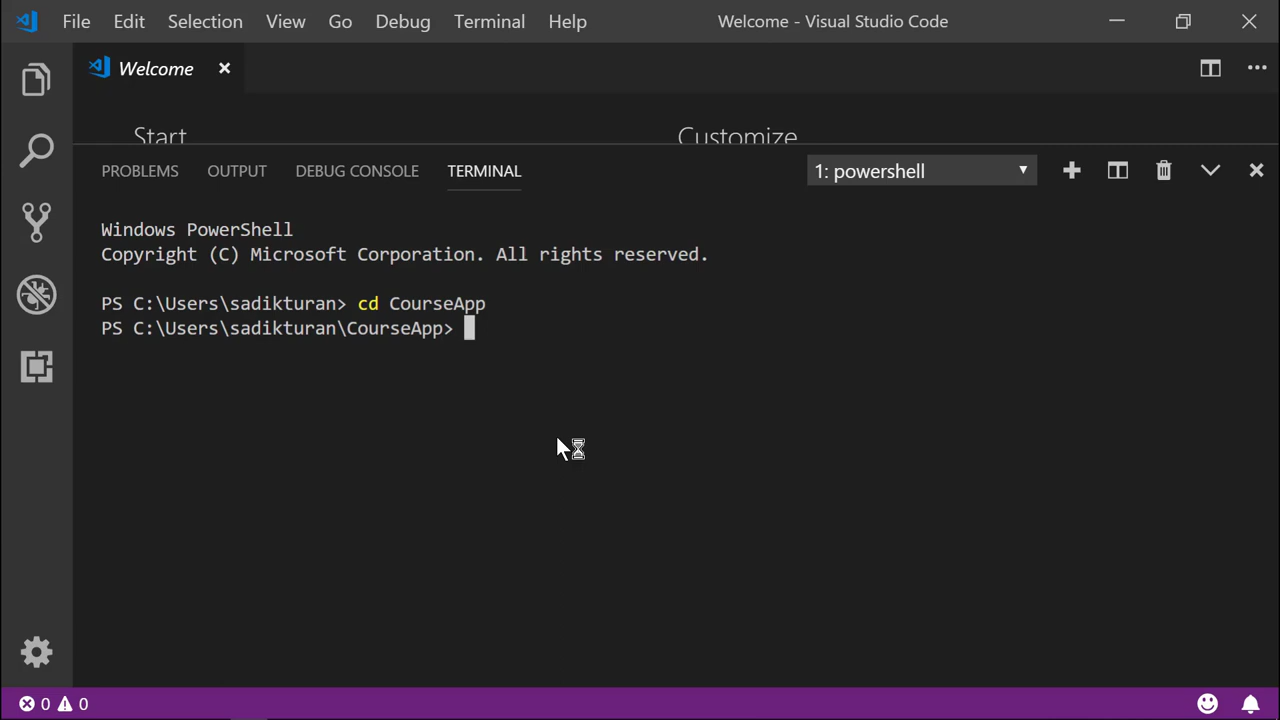 File Edit Selection View Go Debug Terminal Help Welcome - Visual Studio Code
Welcome
Start Customize
PROBLEMS OUTPUT DEBUG CONSOLE TERMINAL 1: powershell
Windows PowerShell
Copyright (C) Microsoft Corporation. All rights reserved.
PS C:\Users\sadikturan> cd CourseApp
PS C:\Users\sadikturan\CourseApp>
0 0